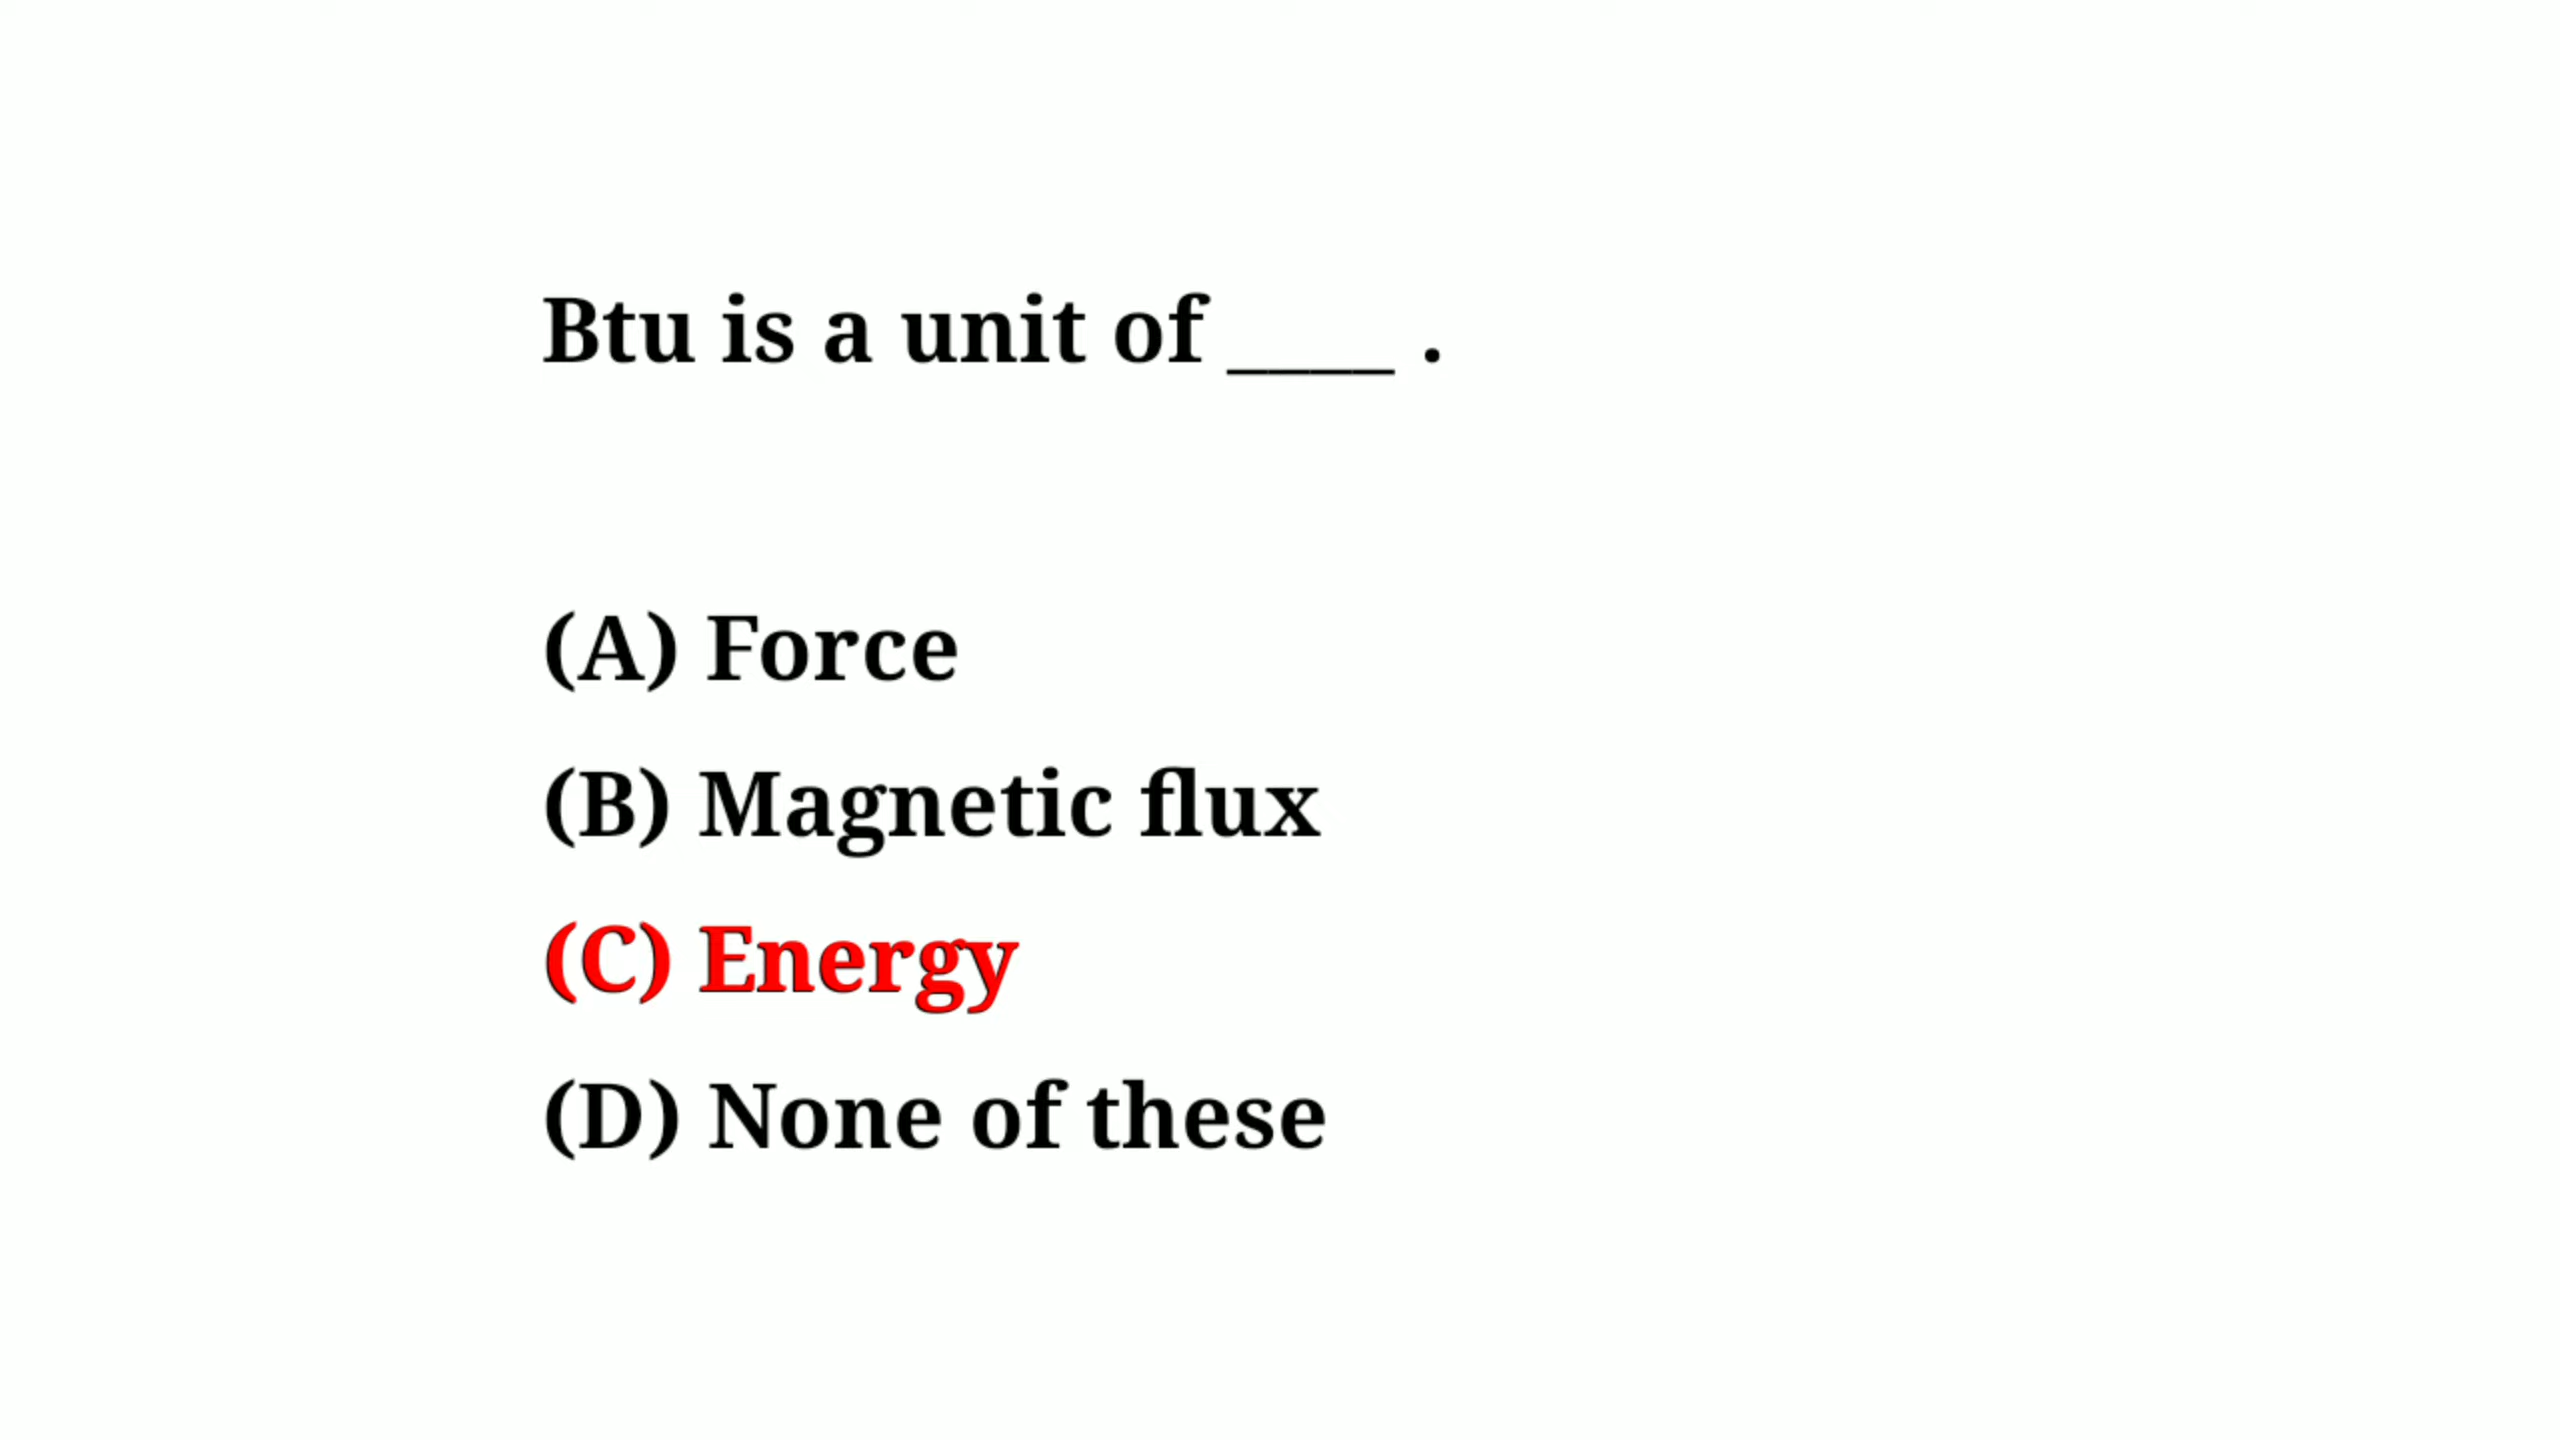 Btu is a unit of ____ .
(A) Force
(B) Magnetic flux
(C) Energy
(D) None of these